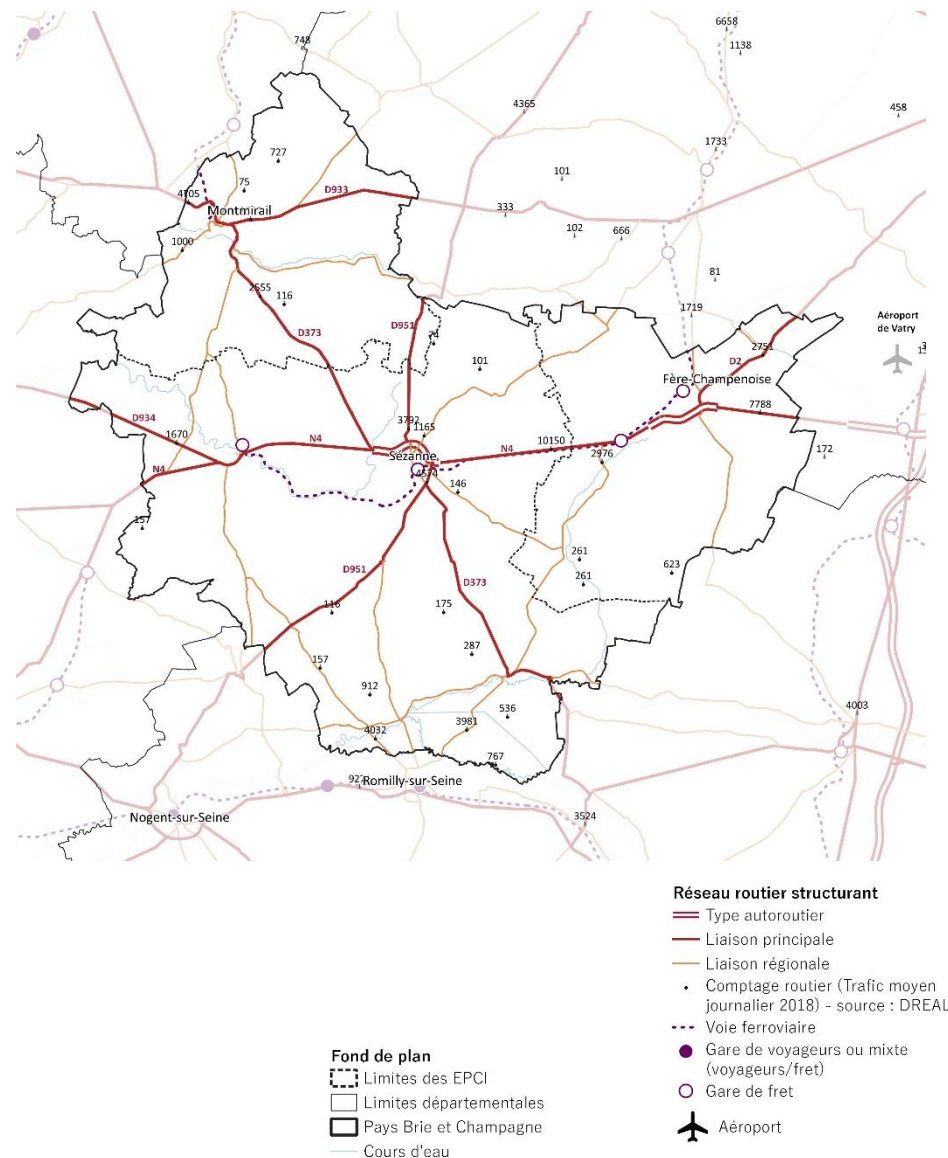 748
6658
1138
4365
458
1733
727
101
75
D933
4705
Montmirail
333
102
666
1000
81
2555
116
1719
Aéroport
de Vatry
D951
D373
74
2751
101
D2
Fère-Champenoise
D934
7788
3792
1165
1670
N4
Sézanne
N4
10150
2976
172
N4
4574
146
157
261
D951
261
623
D373
116
175
287
157
912
536
4003
4032
3981
767
Romilly-sur-Seine
Nogent-sur-Seine
3524
Réseau routier structurant
Type autoroutier
Liaison principale
Liaison régionale
Comptage routier (Trafic moyen
journalier 2018) - source : DREAL
Voie ferroviaire
Gare de voyageurs ou mixte
(voyageurs/fret)
Gare de fret
Aéroport
Fond de plan
Limites des EPCI
Limites départementales
Pays Brie et Champagne
Cours d'eau